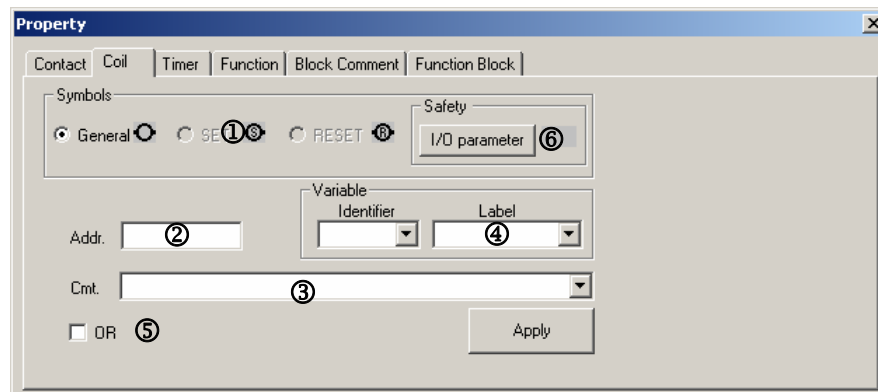 Property
Contact Coil Timer Function Block Comment Function Block
Symbols
Safety
General SE ① S RESET R I/O parameter ⑥
Variable
Identifier Label
Addr. ② ④
Cmt. ③
OR ⑤ Apply